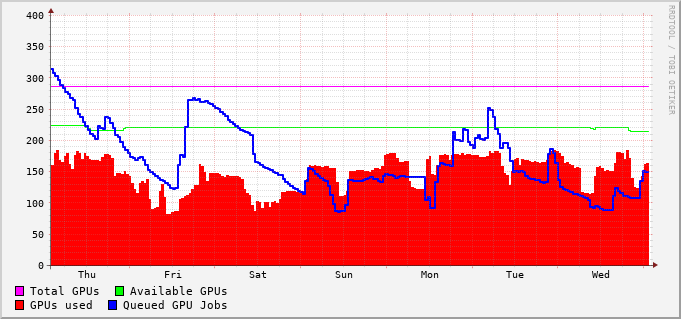 400
350
300
250
200
150
100
50
0
Thu Fri Sat Sun Mon Tue Wed
Total GPUs Available GPUs
GPUs used Queued GPU Jobs
RRDTOOL / TOBI OETIKER